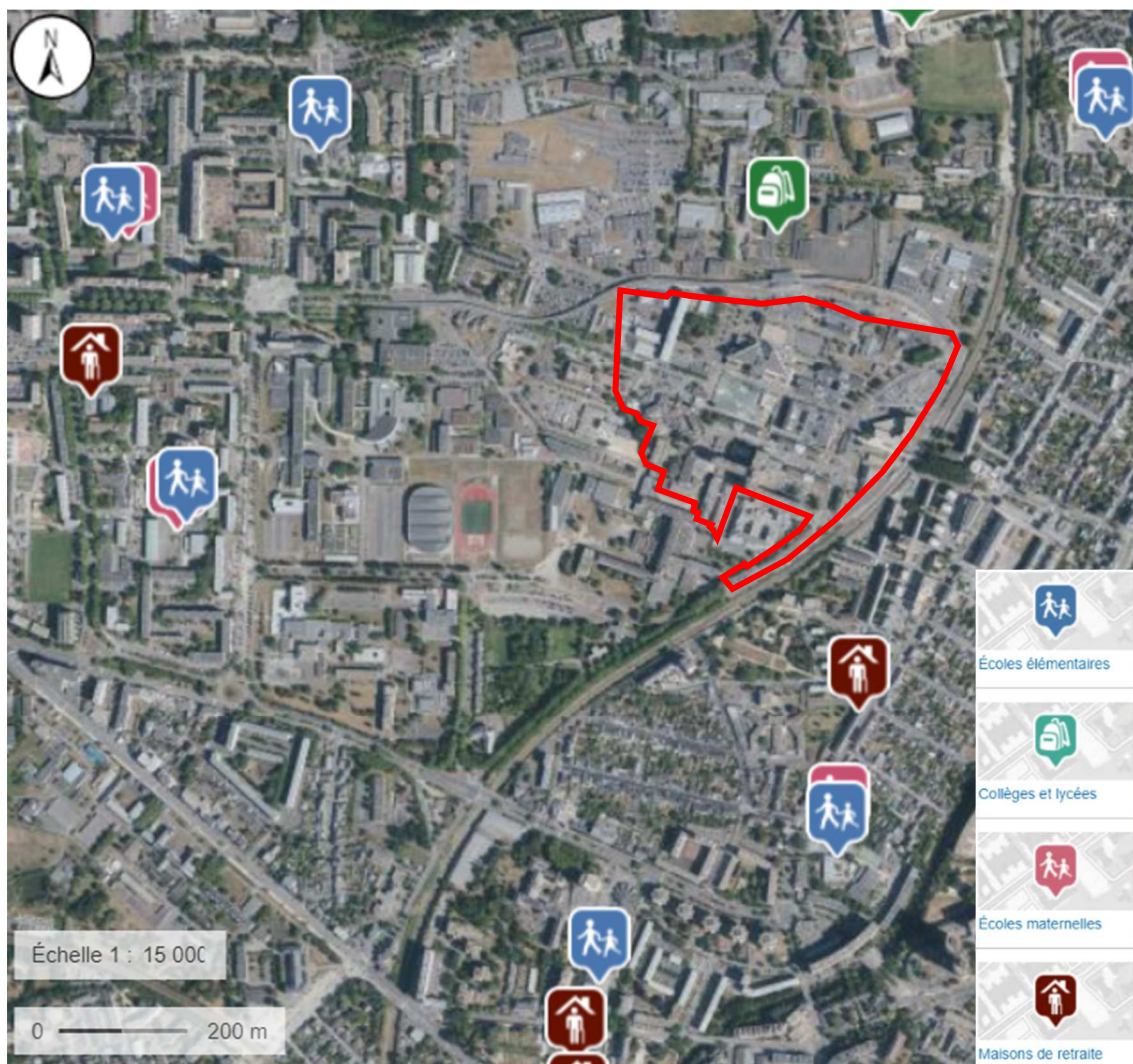 N
Écoles élémentaires
Collèges et lycées
Écoles maternelles
Maisons de retraite
Échelle 1 : 15 000
0 200 m